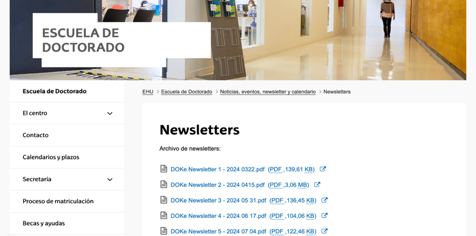 ESCUELA DE
DOCTORADO
Escuela de Doctorado
El centro
Contacto
Calendarios y plazos
Secretaría
Proceso de matriculación
Becas y ayudas
EHU > Escuela de Doctorado > Noticias, eventos, newsletter y calendario > Newsletters
Newsletters
Archivo de newsletters:
DOKe Newsletter 1 - 2024 0322.pdf (PDF ,139,61 KB)
DOKe Newsletter 2 - 2024 0415.pdf (PDF ,3,06 MB)
DOKe Newsletter 3 - 2024 05 31.pdf (PDF ,136,45 KB)
DOKe Newsletter 4 - 2024 06 17.pdf (PDF ,104,06 KB)
DOKe Newsletter 5 - 2024 07 04.pdf (PDF ,122,46 KB)